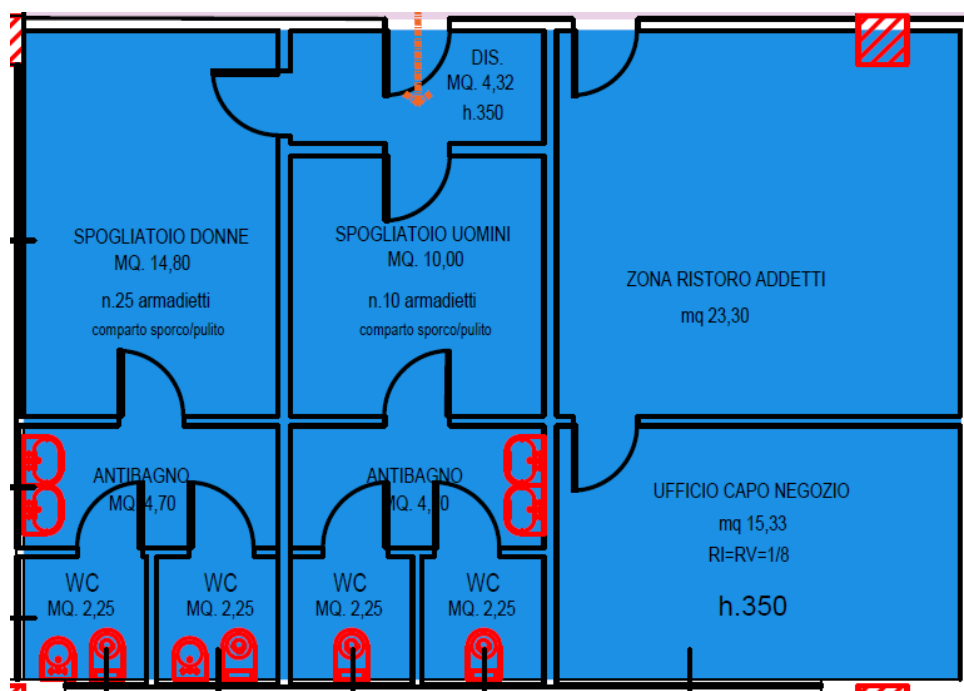 DIS.
MQ. 4,32
h.350
SPOGLIATOIO DONNE
MQ. 14,80
n.25 armadietti
comparto sporco/pulito
SPOGLIATOIO UOMINI
MQ. 10,00
n.10 armadietti
comparto sporco/pulito
ZONA RISTORO ADDETTI
mq 23,30
ANTIBAGNO
MQ. 4,70
ANTIBAGNO
MQ.
UFFICIO CAPO NEGOZIO
mq 15,33
RI=RV=1/8
h.350
WC
MQ. 2,25
WC
MQ. 2,25
WC
MQ. 2,25
WC
MQ. 2,25